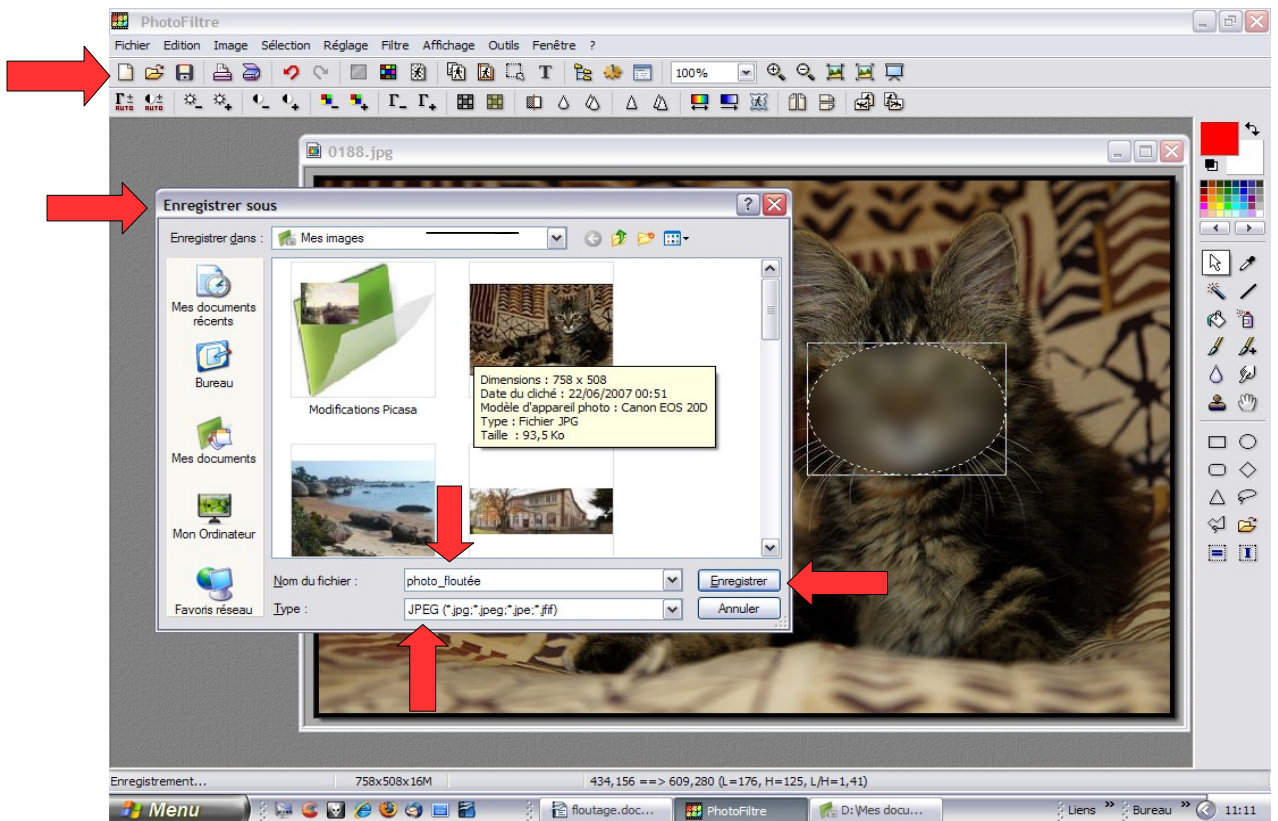 PhotoFiltre
Fichier Edition Image Sélection Réglage Filtre Affichage Outils Fenêtre ?
T 100%
AUTO AUTO
0188.jpg
Enregistrer sous
Enregistrer dans : Mes images
Mes documents
récents
Bureau
Mes documents
Mon Ordinateur
Favoris réseau
Modifications Picasa
Dimensions : 758 x 508
Date du cliché : 22/06/2007 00:51
Modèle d'appareil photo : Canon EOS 20D
Type : Fichier JPG
Taille : 93,5 Ko
Nom du fichier : photo_floutée Enregistrer
Type : JPEG (*.jpg;*.jpeg;*.jpe;*.jfif) Annuler
Enregistrement... 758x508x16M 434,156 ==> 609,280 (L=176, H=125, L/H=1,41)
Menu floutage.doc... PhotoFiltre D:\Mes docu... Liens » Bureau » 11:11